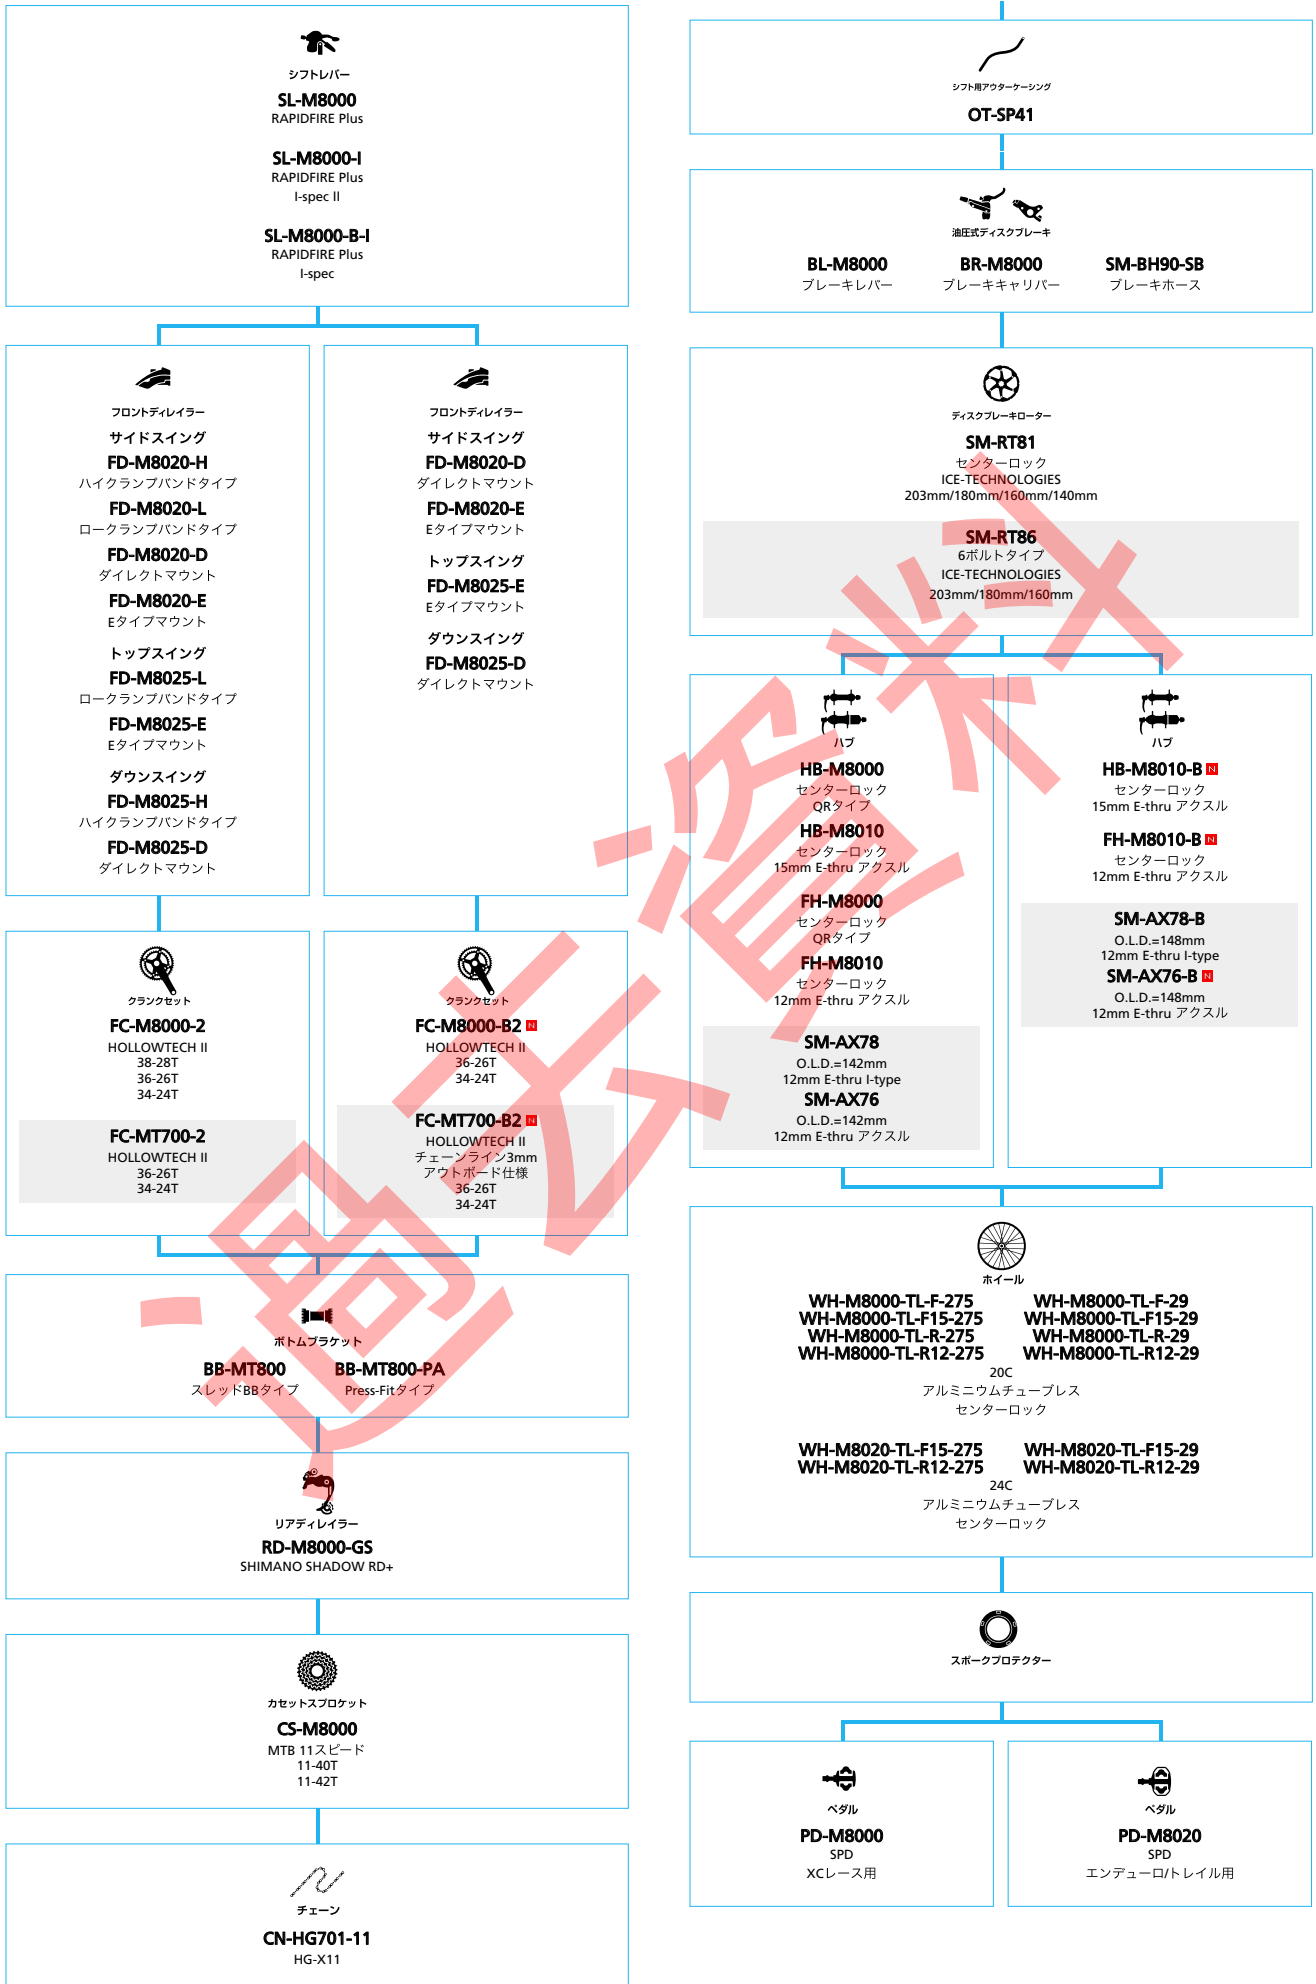 シフトレバー
SL-M8000
RAPIDFIRE Plus
SL-M8000-I
RAPIDFIRE Plus
I-spec II
SL-M8000-B-I
RAPIDFIRE Plus
I-spec
フロントディレイラー
サイドスイング
FD-M8020-H
ハイクランプバンドタイプ
FD-M8020-L
ロークランプバンドタイプ
FD-M8020-D
ダイレクトマウント
FD-M8020-E
Eタイプマウント
トップスイング
FD-M8025-L
ロークランプバンドタイプ
FD-M8025-E
Eタイプマウント
ダウンスイング
FD-M8025-H
ハイクランプバンドタイプ
FD-M8025-D
ダイレクトマウント
フロントディレイラー
サイドスイング
FD-M8020-D
ダイレクトマウント
FD-M8020-E
Eタイプマウント
トップスイング
FD-M8025-E
Eタイプマウント
ダウンスイング
FD-M8025-D
ダイレクトマウント
クランクセット
FC-M8000-2
HOLLOWTECH II
38-28T
36-26T
34-24T
FC-MT700-2
HOLLOWTECH II
36-26T
34-24T
クランクセット
FC-M8000-B2 N
HOLLOWTECH II
36-26T
34-24T
FC-MT700-B2 N
HOLLOWTECH II
チェーンライン3mm
アウトボード仕様
36-26T
34-24T
ボトムブラケット
BB-MT800 BB-MT800-PA
スレッドBBタイプ Press-Fitタイプ
リアディレイラー
RD-M8000-GS
SHIMANO SHADOW RD+
カセットスプロケット
CS-M8000
MTB 11スピード
11-40T
11-42T
チェーン
CN-HG701-11
HG-X11
シフト用アウターケーシング
OT-SP41
油圧式ディスクブレーキ
BL-M8000 BR-M8000 SM-BH90-SB
ブレーキレバー ブレーキキャリパー ブレーキホース
ディスクブレーキローター
SM-RT81
センターロック
ICE-TECHNOLOGIES
203mm/180mm/160mm/140mm
SM-RT86
6ボルトタイプ
ICE-TECHNOLOGIES
203mm/180mm/160mm
ハブ
HB-M8000
センターロック
QRタイプ
HB-M8010
センターロック
15mm E-thru アクスル
FH-M8000
センターロック
QRタイプ
FH-M8010
センターロック
12mm E-thru アクスル
SM-AX78
O.L.D.=142mm
12mm E-thru I-type
SM-AX76
O.L.D.=142mm
12mm E-thru アクスル
ハブ
HB-M8010-B N
センターロック
15mm E-thru アクスル
FH-M8010-B N
センターロック
12mm E-thru アクスル
SM-AX78-B
O.L.D.=148mm
12mm E-thru I-type
SM-AX76-B N
O.L.D.=148mm
12mm E-thru アクスル
ホイール
WH-M8000-TL-F-275 WH-M8000-TL-F-29
WH-M8000-TL-F15-275 WH-M8000-TL-F15-29
WH-M8000-TL-R-275 WH-M8000-TL-R-29
WH-M8000-TL-R12-275 WH-M8000-TL-R12-29
20C
アルミニウムチューブレス
センターロック
WH-M8020-TL-F15-275 WH-M8020-TL-F15-29
WH-M8020-TL-R12-275 WH-M8020-TL-R12-29
24C
アルミニウムチューブレス
センターロック
スポークプロテクター
ペダル
PD-M8000
SPD
XCレース用
ペダル
PD-M8020
SPD
エンデューロ/トレイル用
過去資料